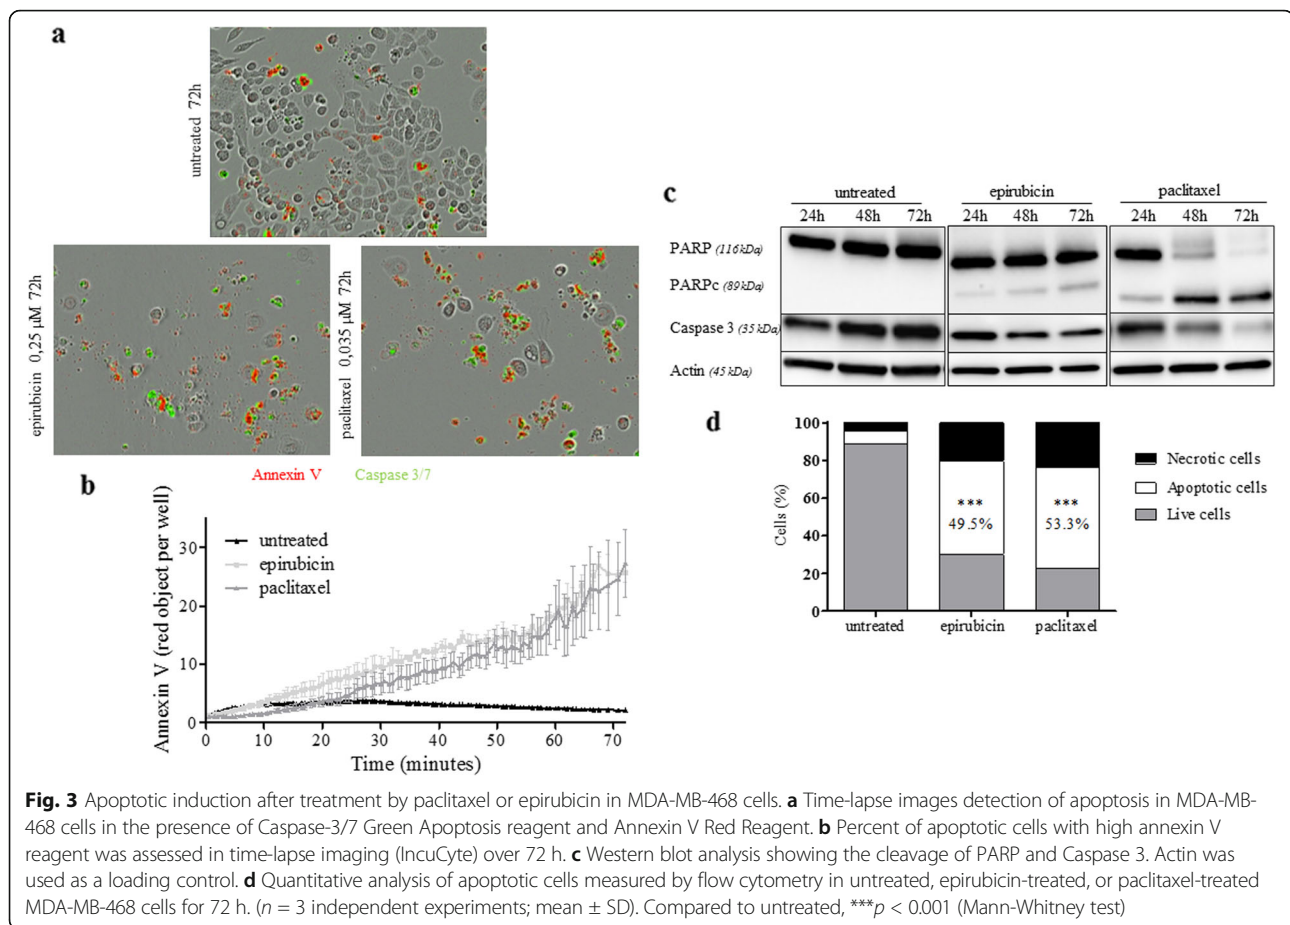 a
untreated 72h
epirubicin 0,25 µM 72h
paclitaxel 0,035 µM 72h
Annexin V Caspase 3/7
b
Annexin V (red object per well)
30
20
10
0
untreated
epirubicin
paclitaxel
0 10 20 30 40 50 60 70
Time (minutes)
c
untreated epirubicin paclitaxel
24h 48h 72h 24h 48h 72h 24h 48h 72h
PARP (116kDa)
PARPc (89kDa)
Caspase 3 (35 kDa)
Actin (45 kDa)
d
Cells (%)
100
80
60
40
20
0
*** ***
49.5% 53.3%
untreated epirubicin paclitaxel
Necrotic cells
Apoptotic cells
Live cells
Fig. 3 Apoptotic induction after treatment by paclitaxel or epirubicin in MDA-MB-468 cells. a Time-lapse images detection of apoptosis in MDA-MB-
468 cells in the presence of Caspase-3/7 Green Apoptosis reagent and Annexin V Red Reagent. b Percent of apoptotic cells with high annexin V
reagent was assessed in time-lapse imaging (IncuCyte) over 72 h. c Western blot analysis showing the cleavage of PARP and Caspase 3. Actin was
used as a loading control. d Quantitative analysis of apoptotic cells measured by flow cytometry in untreated, epirubicin-treated, or paclitaxel-treated
MDA-MB-468 cells for 72 h. (n = 3 independent experiments; mean ± SD). Compared to untreated, ***p < 0.001 (Mann-Whitney test)